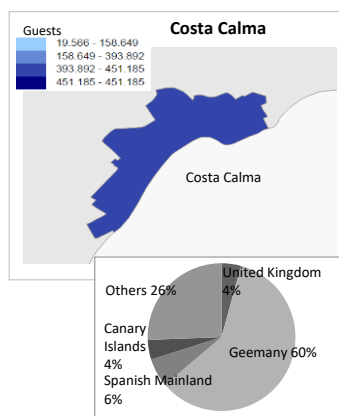 Costa Calma
Guests
19.566 - 158.649
158.649 - 393.892
393.892 - 451.185
451.185 - 451.185
Costa Calma
United Kingdom
4%
Others 26%
Canary
Islands
4%
Geemany 60%
Spanish Mainland
6%